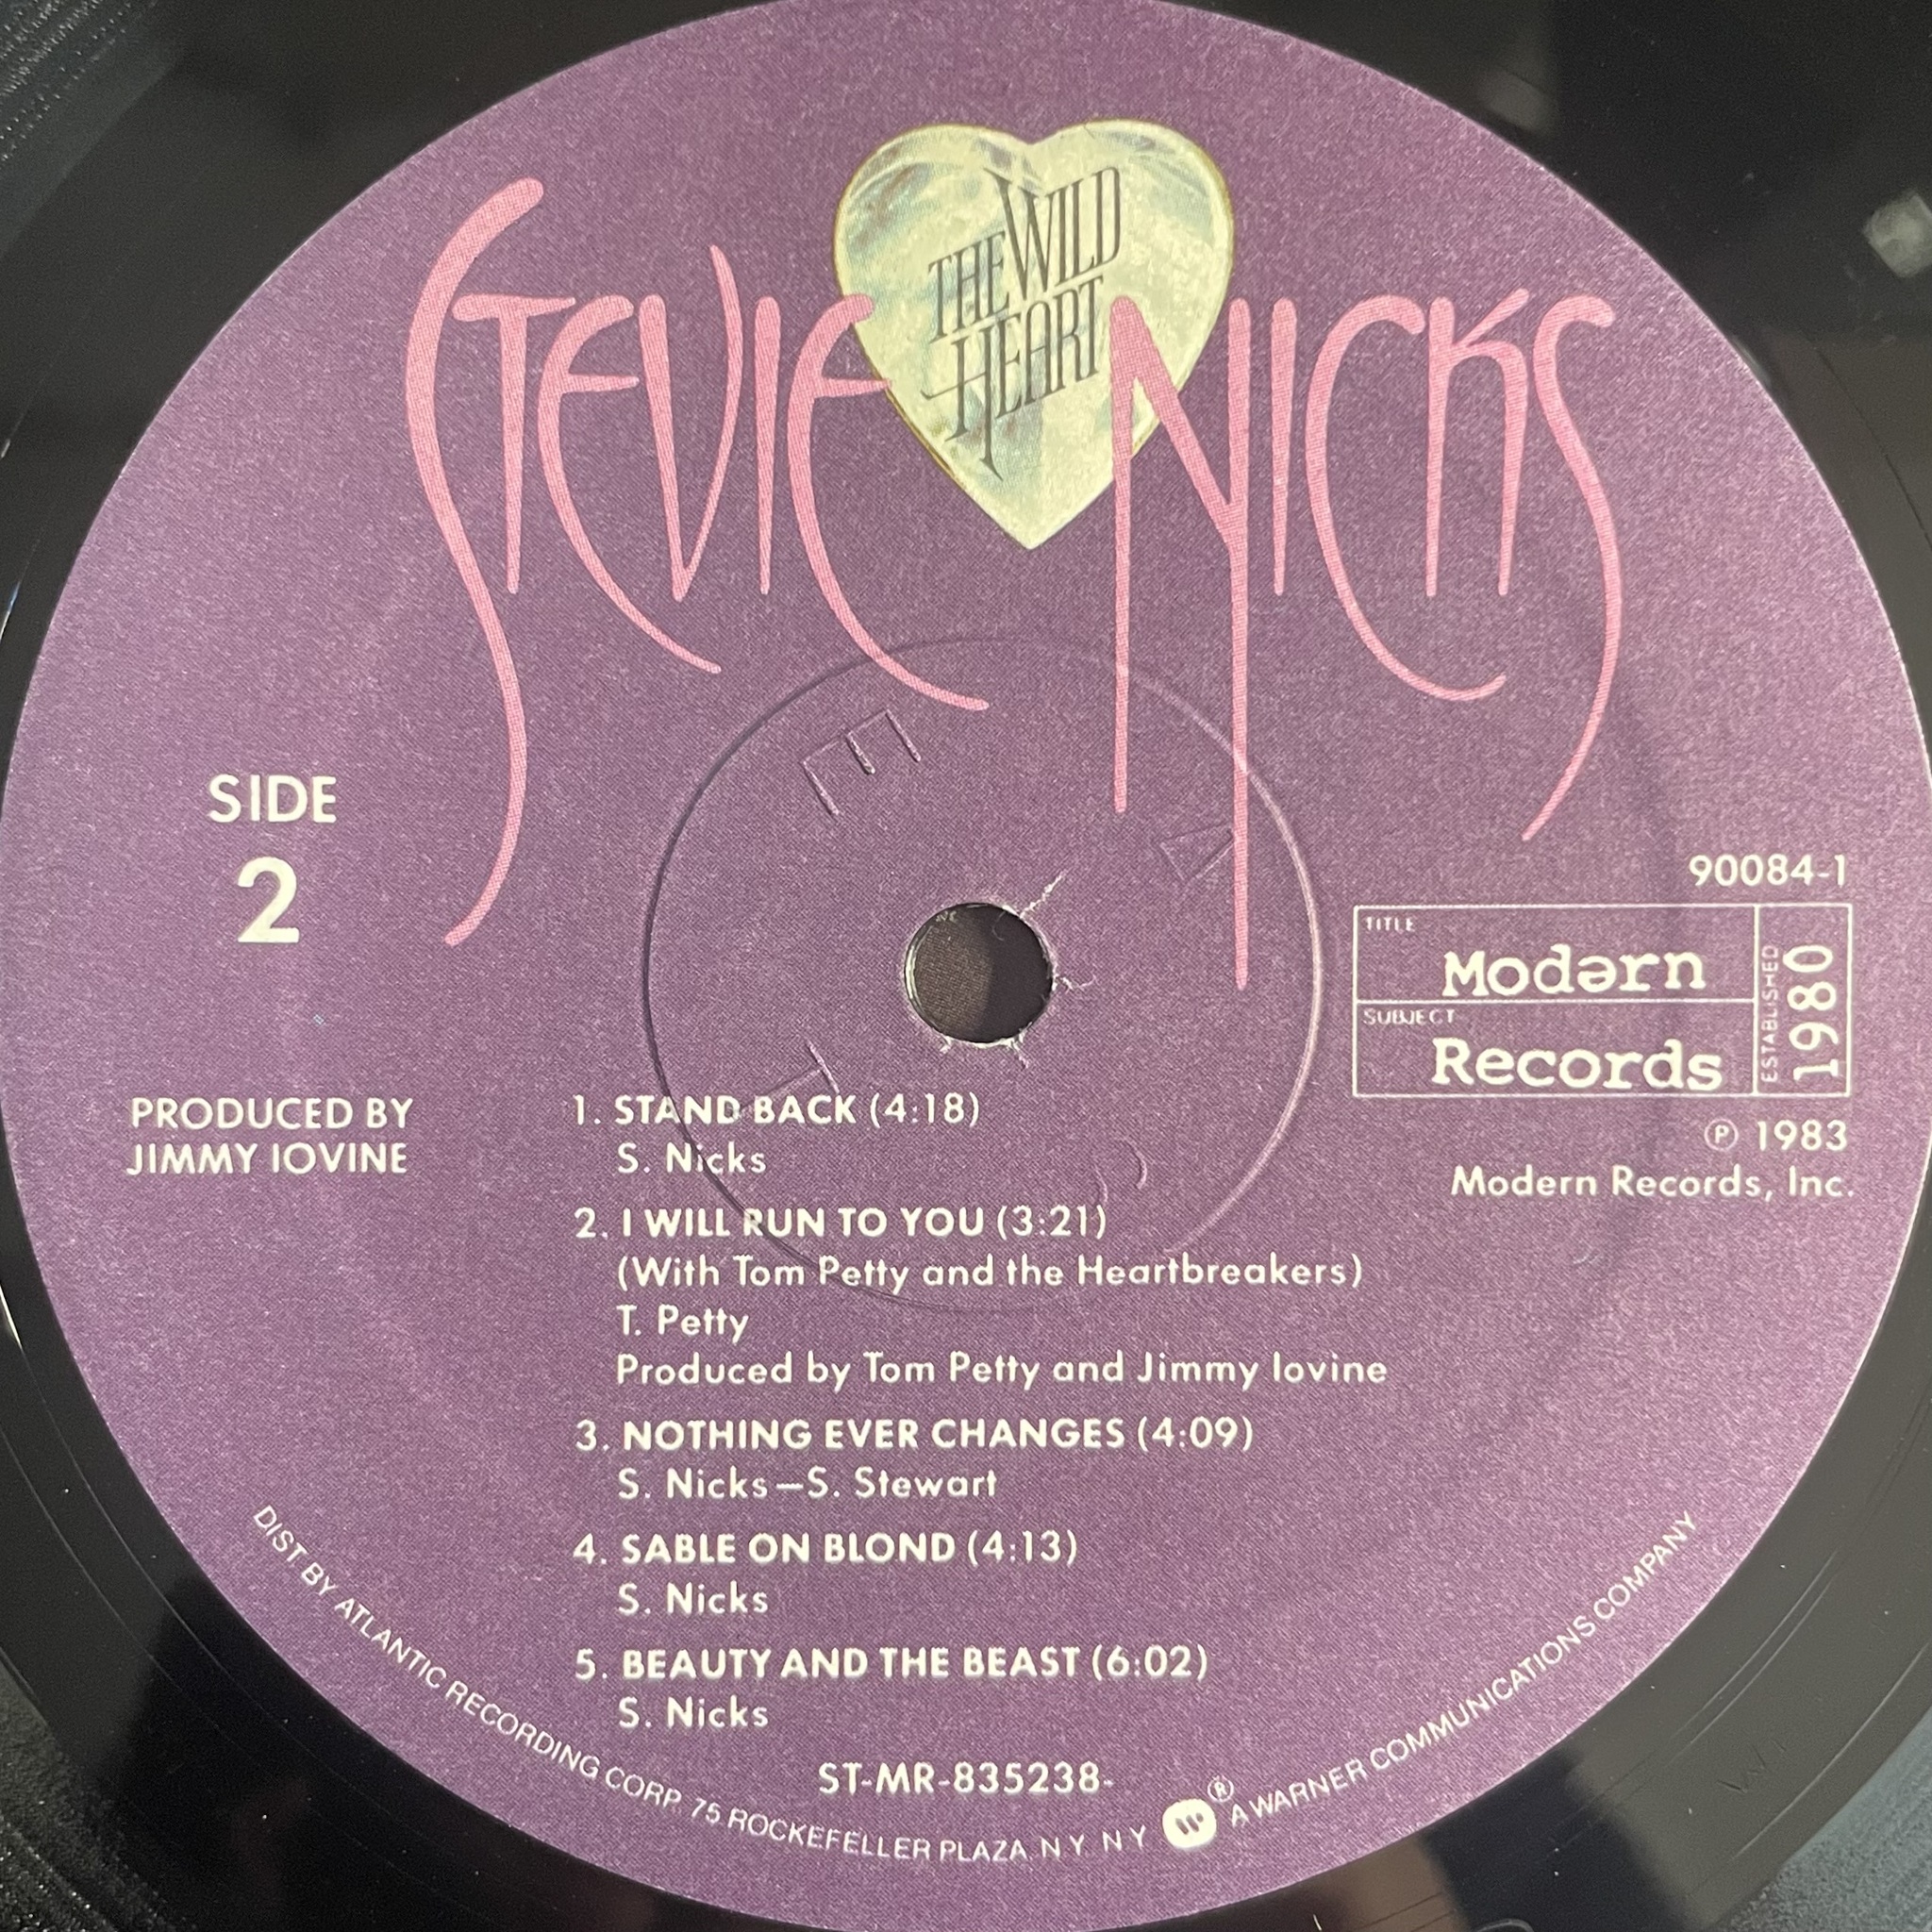 STEVIE NICKS
THE WILD
HEART
SIDE
2
90084-1
TITLE
Modərn
SUBJECT
Records
ESTABLISHED
1980
Ⓟ 1983
Modern Records, Inc.
PRODUCED BY
JIMMY IOVINE
1. STAND BACK (4:18)
S. Nicks
2. I WILL RUN TO YOU (3:21)
(With Tom Petty and the Heartbreakers)
T. Petty
Produced by Tom Petty and Jimmy Iovine
3. NOTHING EVER CHANGES (4:09)
S. Nicks—S. Stewart
4. SABLE ON BLOND (4:13)
S. Nicks
5. BEAUTY AND THE BEAST (6:02)
S. Nicks
ST-MR-835238-
DIST BY ATLANTIC RECORDING CORP. 75 ROCKEFELLER PLAZA N Y N Y ® A WARNER COMMUNICATIONS COMPANY